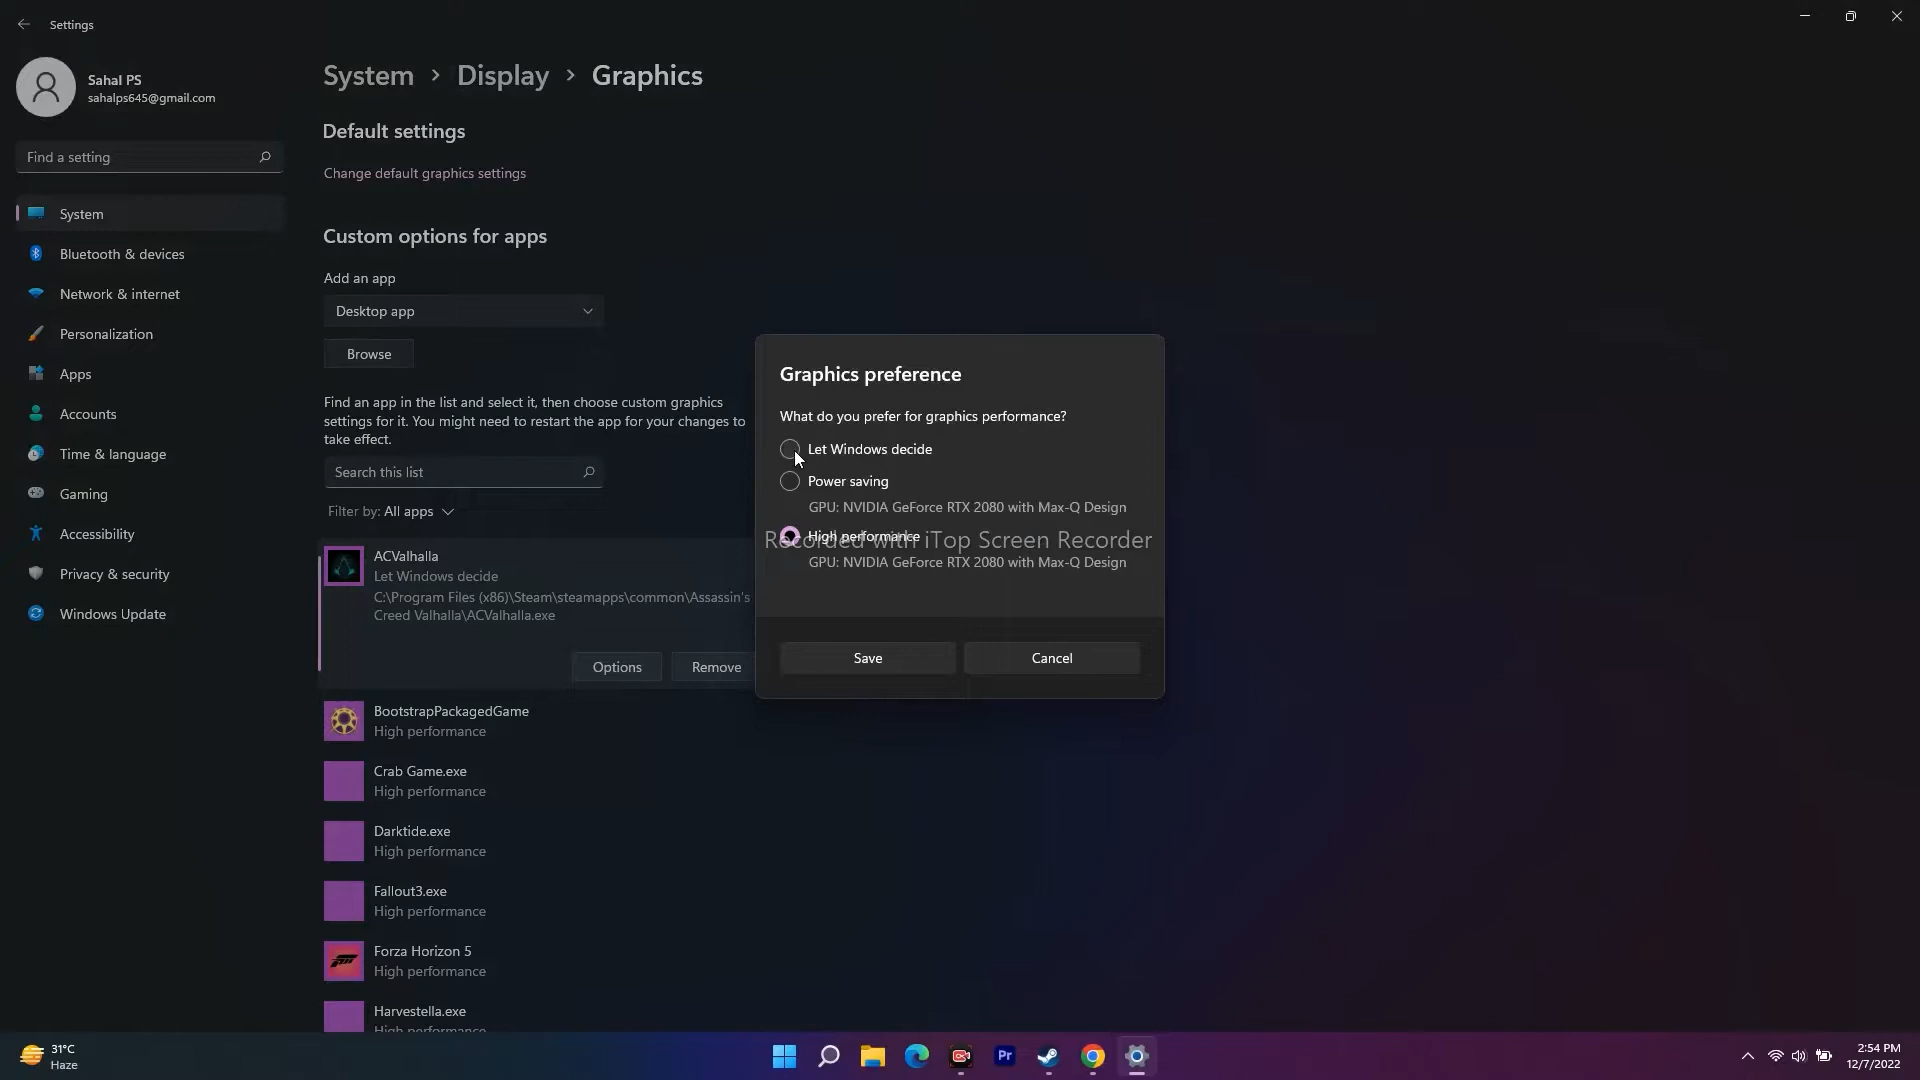 Settings
Sahal PS
sahalps645@gmail.com
Find a setting
System
Bluetooth & devices
Network & internet
Personalization
Apps
Accounts
Time & language
Gaming
Accessibility
Privacy & security
Windows Update
System > Display > Graphics
Default settings
Change default graphics settings
Custom options for apps
Add an app
Desktop app
Browse
Find an app in the list and select it, then choose custom graphics
settings for it. You might need to restart the app for your changes to
take effect.
Search this list
Filter by: All apps
ACValhalla
Let Windows decide
C:\Program Files (x86)\Steam\steamapps\common\Assassin's
Creed Valhalla\ACValhalla.exe
Options
Remove
BootstrapPackagedGame
High performance
Crab Game.exe
High performance
Darktide.exe
High performance
Fallout3.exe
High performance
Forza Horizon 5
High performance
Harvestella.exe
High performance
Graphics preference
What do you prefer for graphics performance?
Let Windows decide
Power saving
GPU: NVIDIA GeForce RTX 2080 with Max-Q Design
High performance
Recorded with iTop Screen Recorder
GPU: NVIDIA GeForce RTX 2080 with Max-Q Design
Save
Cancel
31°C
Haze
Pr
2:54 PM
12/7/2022